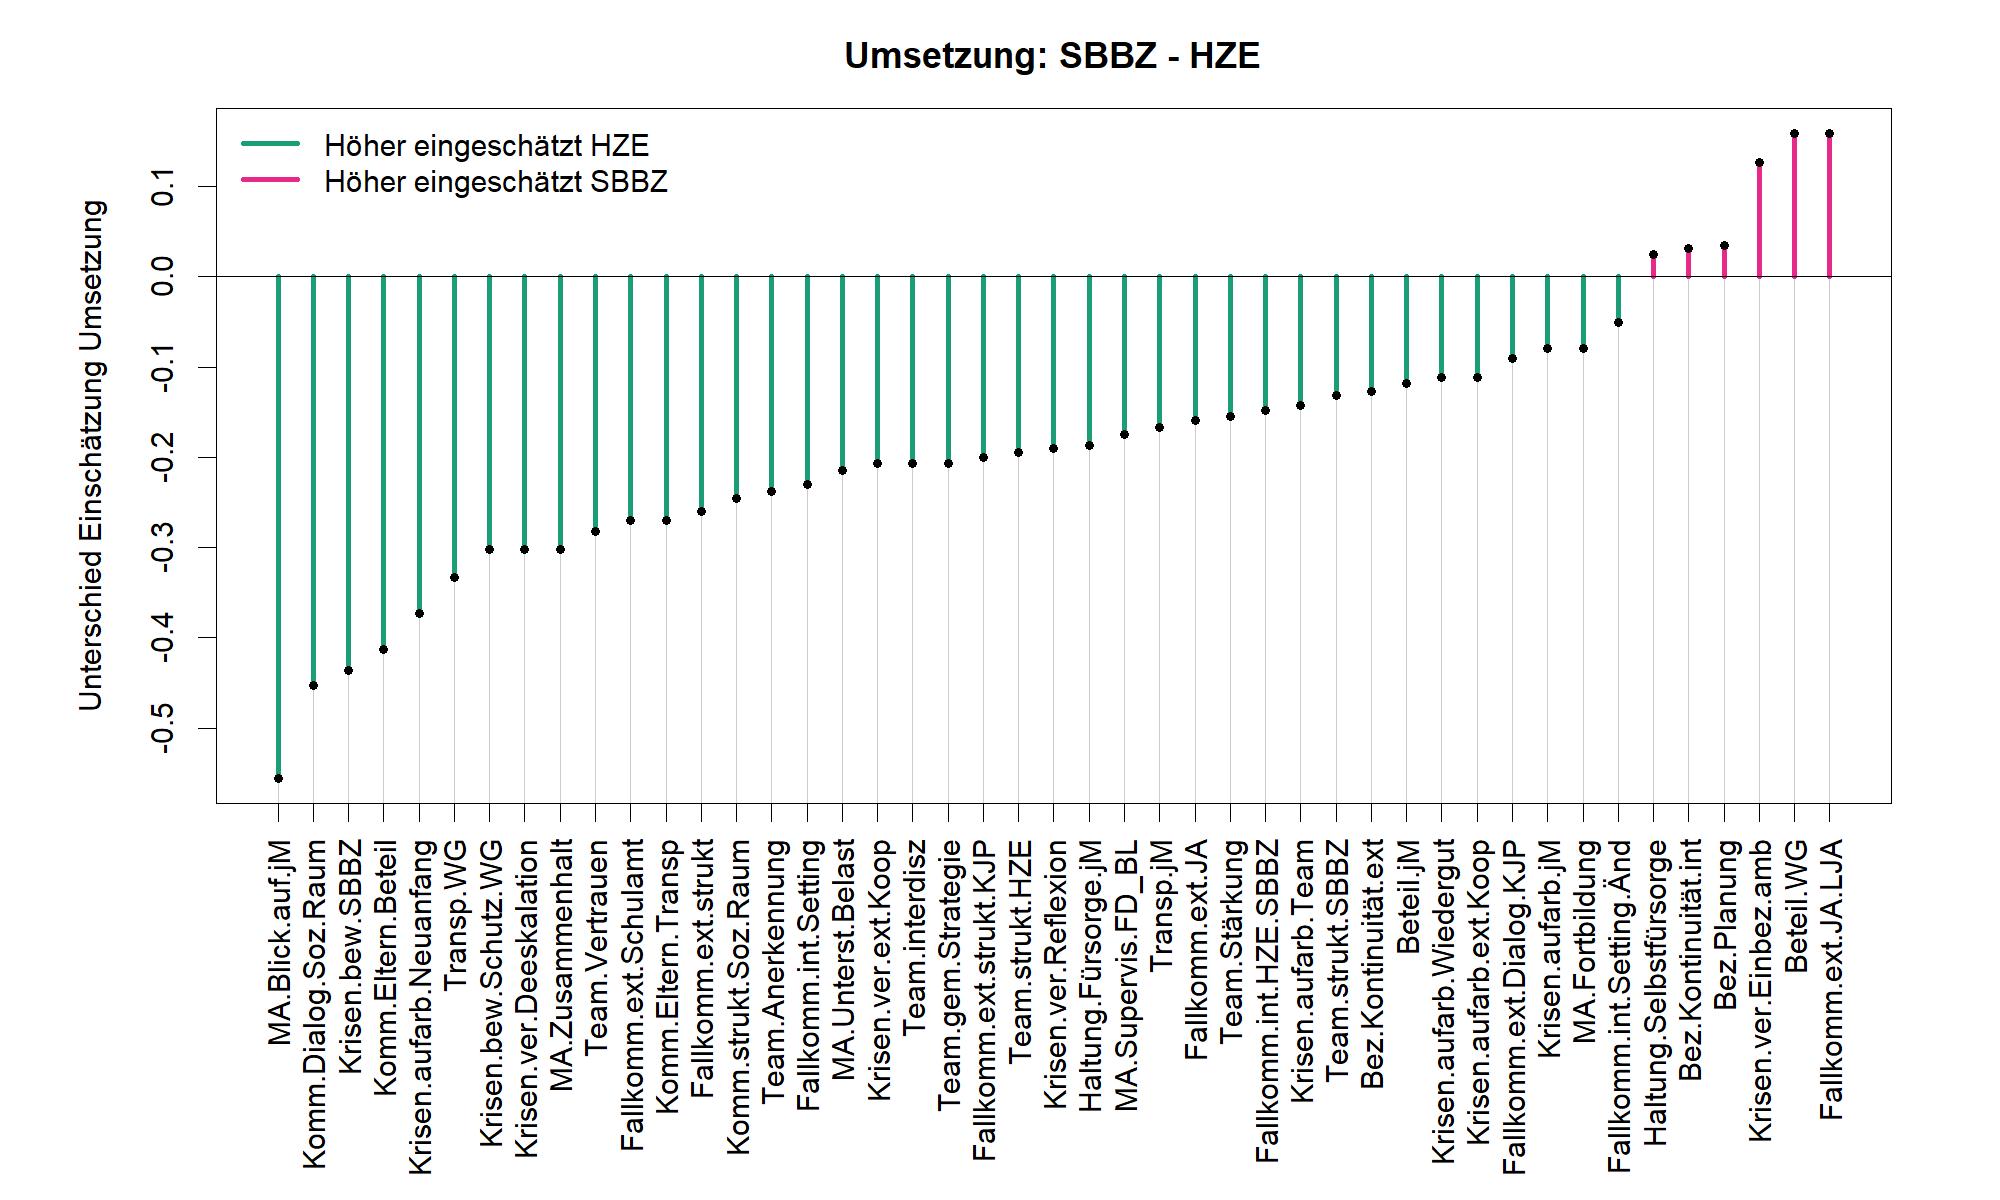 Umsetzung: SBBZ - HZE
Höher eingeschätzt HZE
Höher eingeschätzt SBBZ
Unterschied Einschätzung Umsetzung
0.1
0.0
-0.1
-0.2
-0.3
-0.4
-0.5
MA.Blick.auf.jM
Komm.Dialog.Soz.Raum
Krisen.bew.SBBZ
Komm.Eltern.Beteil
Krisen.aufarb.Neuanfang
Transp.WG
Krisen.bew.Schutz.WG
Krisen.ver.Deeskalation
MA.Zusammenhalt
Team.Vertrauen
Fallkomm.ext.Schulamt
Komm.Eltern.Transp
Fallkomm.ext.strukt
Komm.strukt.Soz.Raum
Team.Anerkennung
Fallkomm.int.Setting
MA.Unterst.Belast
Krisen.ver.ext.Koop
Team.interdisz
Team.gem.Strategie
Fallkomm.ext.strukt.KJP
Team.strukt.HZE
Krisen.ver.Reflexion
Haltung.Fürsorge.jM
MA.Supervis.FD_BL
Transp.jM
Fallkomm.ext.JA
Team.Stärkung
Fallkomm.int.HZE.SBBZ
Krisen.aufarb.Team
Team.strukt.SBBZ
Bez.Kontinuität.ext
Beteil.jM
Krisen.aufarb.Wiedergut
Krisen.aufarb.ext.Koop
Fallkomm.ext.Dialog.KJP
Krisen.aufarb.jM
MA.Fortbildung
Fallkomm.int.Setting.Änd
Haltung.Selbstfürsorge
Bez.Kontinuität.int
Bez.Planung
Krisen.ver.Einbez.amb
Beteil.WG
Fallkomm.ext.JA.LJA